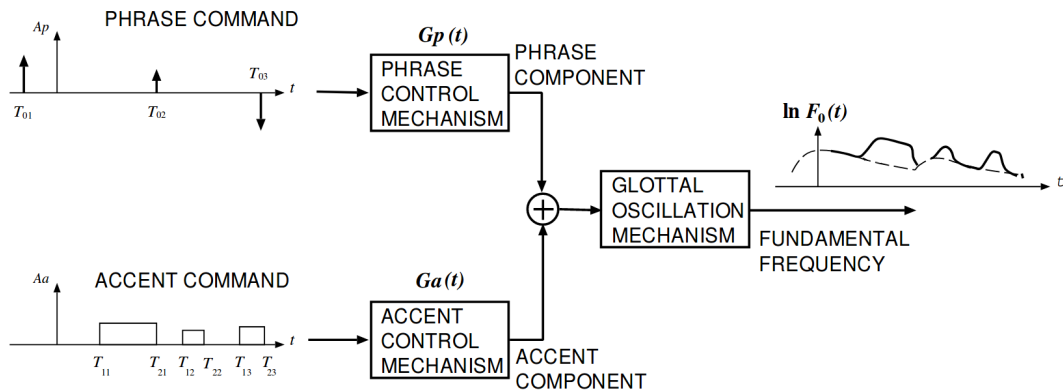 PHRASE COMMAND
Ap
T01
T02
T03
t
Gp (t)
PHRASE
CONTROL
MECHANISM
PHRASE
COMPONENT
ln F0 (t)
t
GLOTTAL
OSCILLATION
MECHANISM
FUNDAMENTAL
FREQUENCY
ACCENT COMMAND
Aa
T11
T21
T12
T22
T13
T23
t
Ga (t)
ACCENT
CONTROL
MECHANISM
ACCENT
COMPONENT